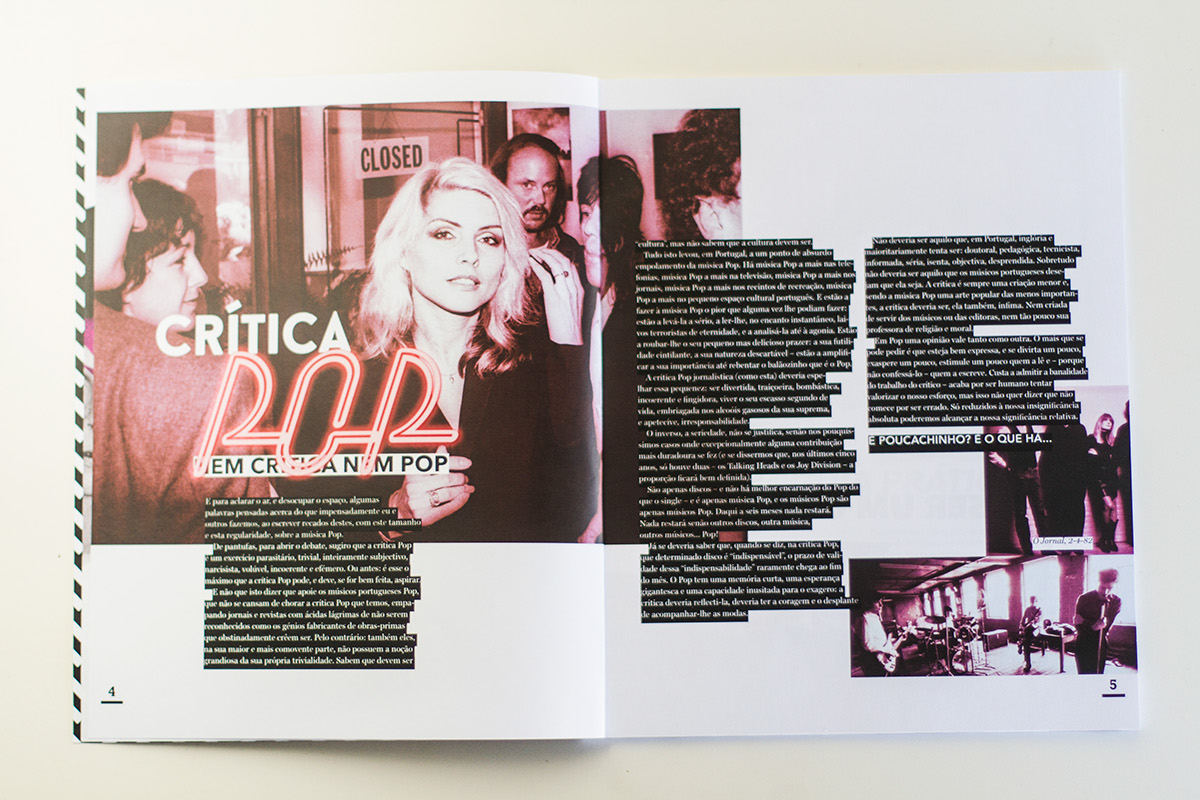 CLOSED
CRÍTICA
POP
NEM CRÍTICA NEM POP
E para aclarar o ar, e desocupar o espaço, algumas
palavras pensadas acerca do que impensadamente eu e
outros fazemos, ao escrever recados destes, com este tamanho
e esta regularidade, sobre a música Pop.
De pantufas, para abrir o debate, sugiro que a crítica Pop
é um exercício parasitário, trivial, inteiramente subjectivo,
narcisista, volúvel, incoerente e efémero. Ou antes: é esse o
máximo que a crítica Pop pode, e deve, se for bem feita, aspirar.
E não que isto dizer que apoie os músicos portugueses Pop,
que não se cansam de chorar a crítica Pop que temos, empa-
pando jornais e revistas com ácidas lágrimas de não serem
reconhecidos como os génios fabricantes de obras-primas
que obstinadamente crêem ser. Pelo contrário: também eles,
na sua maior e mais comovente parte, não possuem a noção
grandiosa da sua própria trivialidade. Sabem que devem ser
4
"cultura", mas não sabem que a cultura devem ser.
Tudo isto levou, em Portugal, a um ponto de absurdo
empolamento da música Pop. Há música Pop a mais nas tele-
fonias, música Pop a mais na televisão, música Pop a mais nos
jornais, música Pop a mais nos recintos de recreação, música
Pop a mais no pequeno espaço cultural português. E estão a
fazer à música Pop o pior que alguma vez lhe podiam fazer:
estão a levá-la a sério, a ler-lhe, no encanto instantâneo, lai-
vos terroristas de eternidade, e a analisá-la até à agonia. Estão
a roubar-lhe o seu pequeno mas delicioso prazer: a sua futili-
dade cintilante, a sua natureza descartável – estão a amplifi-
car a sua importância até rebentar o balãozinho que é o Pop.
A crítica Pop jornalística (como esta) deveria espe-
lhar essa pequenez: ser divertida, traiçoeira, bombástica,
incoerente e fingidora, viver o seu escasso segundo de
vida, embriagada nos alcoóis gasosos da sua suprema,
e apetecive, irresponsabilidade.
O inverso, a seriedade, não se justifica, senão nos pouquís-
simos casos onde excepcionalmente alguma contribuição
mais duradoura se fez (e se dissermos que, nos últimos cinco
anos, só houve duas – os Talking Heads e os Joy Division – a
proporção ficará bem definida).
São apenas discos – e não há melhor encarnação do Pop do
que o single – e é apenas música Pop, e os músicos Pop são
apenas músicos Pop. Daqui a seis meses nada restará.
Nada restará senão outros discos, outra música,
outros músicos... Pop!
Já se deveria saber que, quando se diz, na crítica Pop,
que determinado disco é "indispensável", o prazo de vali-
dade dessa "indispensabilidade" raramente chega ao fim
do mês. O Pop tem uma memória curta, uma esperança
gigantesca e uma capacidade inusitada para o exagero: a
crítica deveria reflecti-la, deveria ter a coragem e o desplante
de acompanhar-lhe as modas.
Não deveria ser aquilo que, em Portugal, inglória e
maioritariamente tenta ser: doutoral, pedagógica, tecnicista,
informada, séria, isenta, objectiva, desprendida. Sobretudo
não deveria ser aquilo que os músicos portugueses dese-
jam que ela seja. A crítica é sempre uma criação menor e,
sendo a música Pop uma arte popular das menos importan-
tes, a crítica deveria ser, ela também, ínfima. Nem criada
de servir dos músicos ou das editoras, nem tão pouco sua
professora de religião e moral.
Em Pop uma opinião vale tanto como outra. O mais que se
pode pedir é que esteja bem expressa, e se divirta um pouco,
exaspere um pouco, estimule um pouco quem a lê e – porque
não confessá-lo – quem a escreve. Custa a admitir a banalidade
do trabalho do crítico – acaba por ser humano tentar
valorizar o nosso esforço, mas isso não quer dizer que não
comece por ser errado. Só reduzidos à nossa insignificância
absoluta poderemos alcançar a nossa significância relativa.
É POUCACHINHO? É O QUE HÁ...
O Jornal, 2-4-82
5